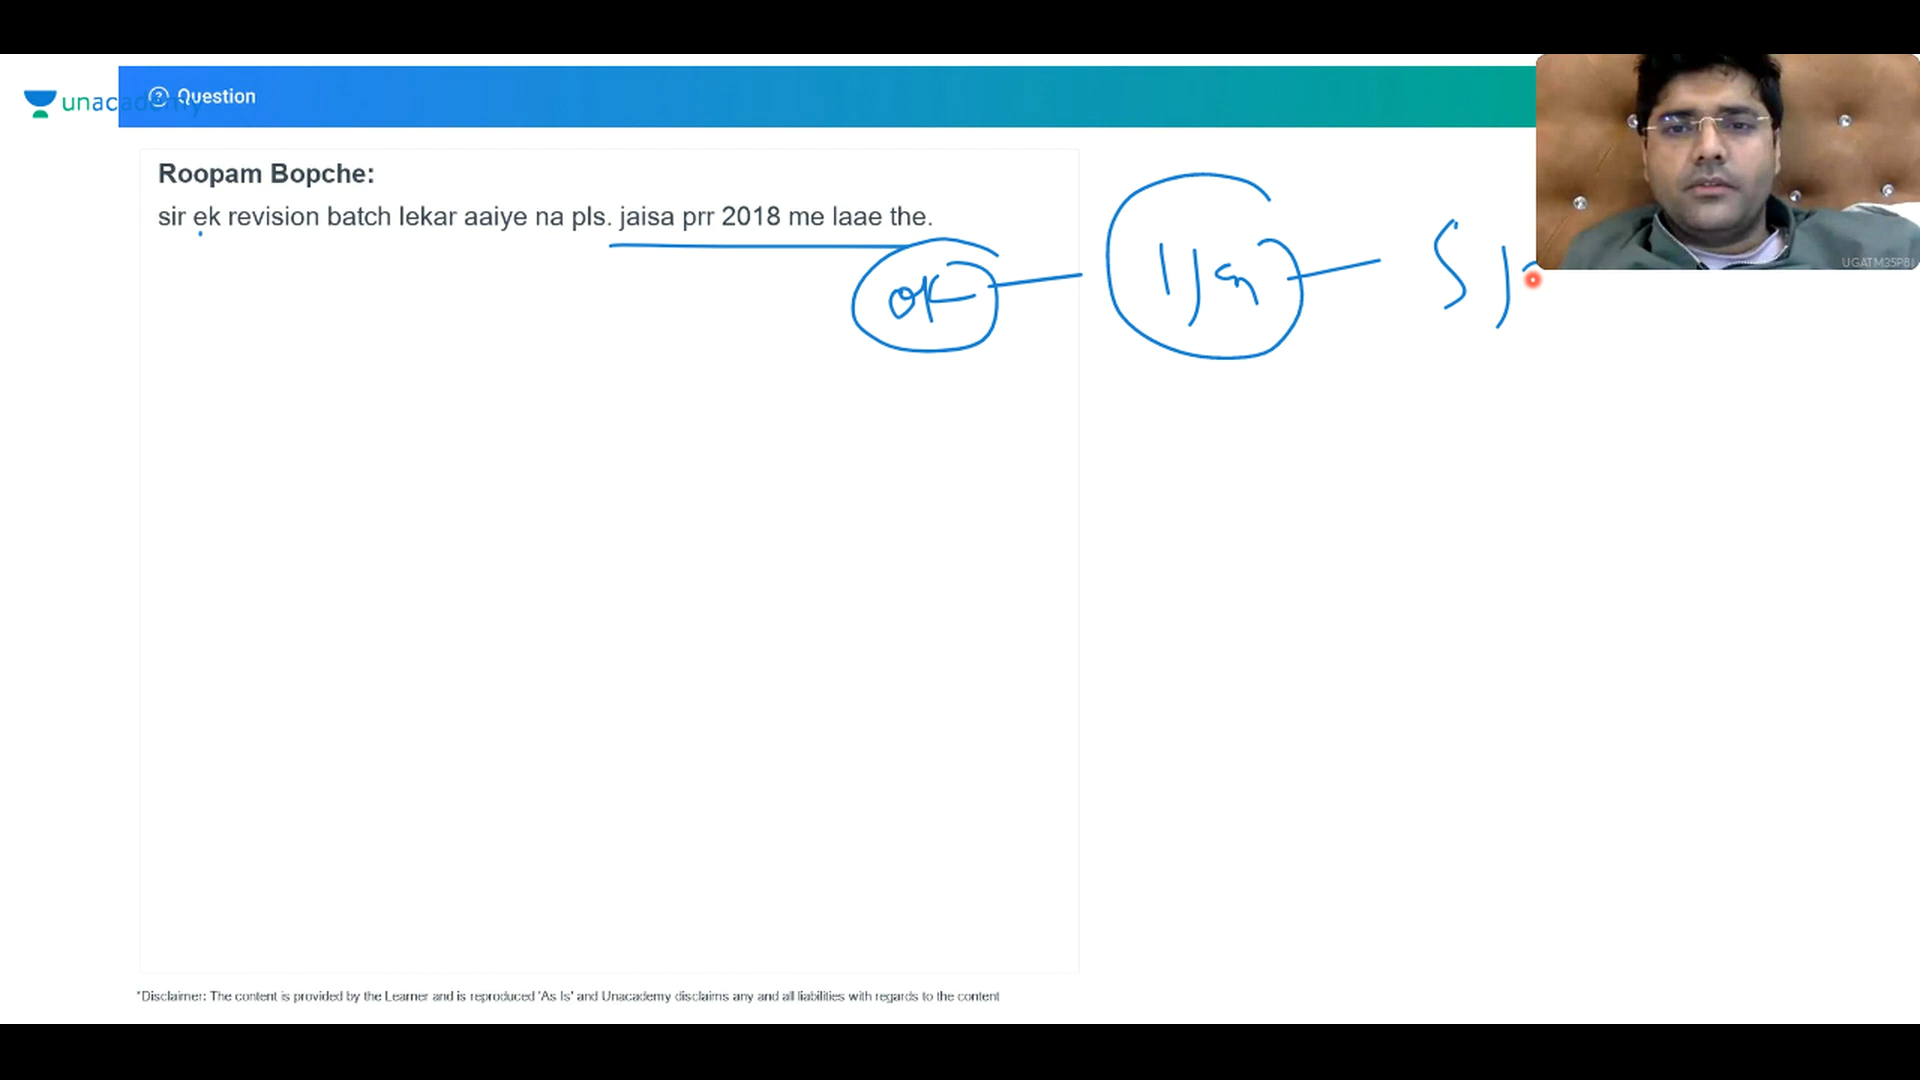 unacademy
Question
Roopam Bopche:
sir ek revision batch lekar aaiye na pls. jaisa prr 2018 me laae the.
OK
UGATM35P8I
*Disclaimer: The content is provided by the Learner and is reproduced 'As Is' and Unacademy disclaims any and all liabilities with regards to the content